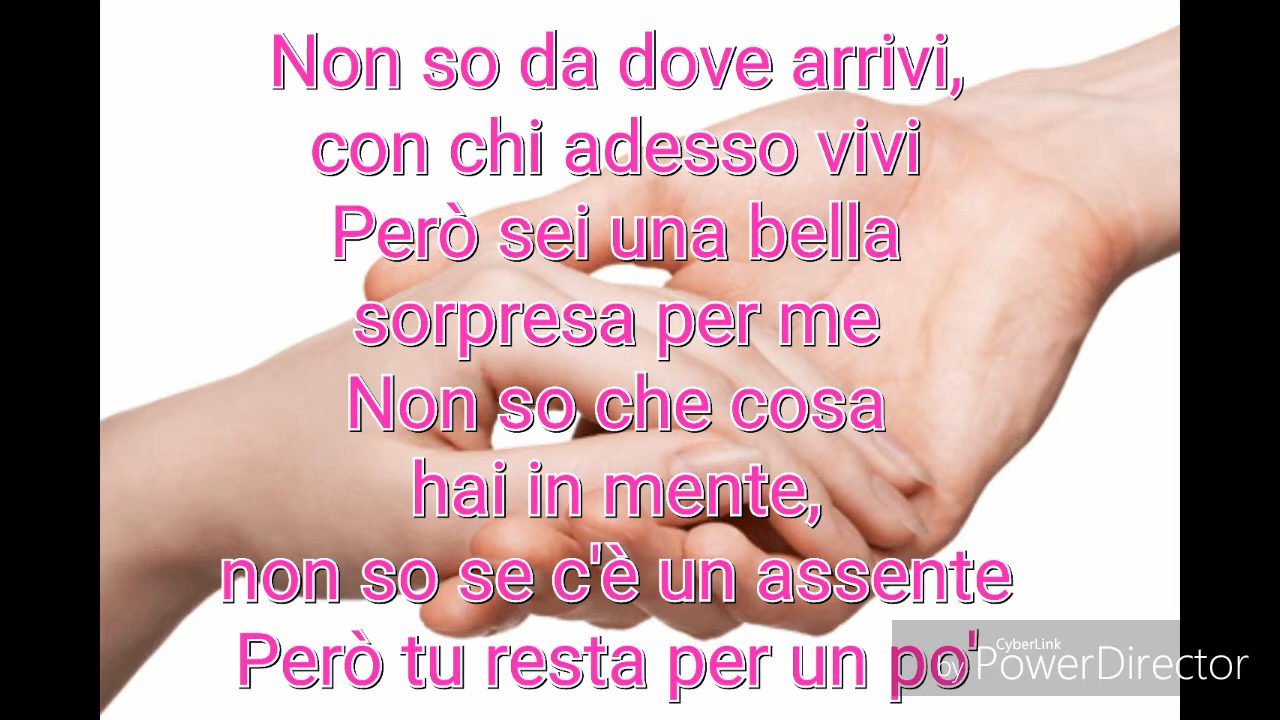 Non so da dove arrivi,
con chi adesso vivi
Però sei una bella
sorpresa per me
Non so che cosa
hai in mente,
non so se c'è un assente
Però tu resta per un po'
CyberLink
by PowerDirector